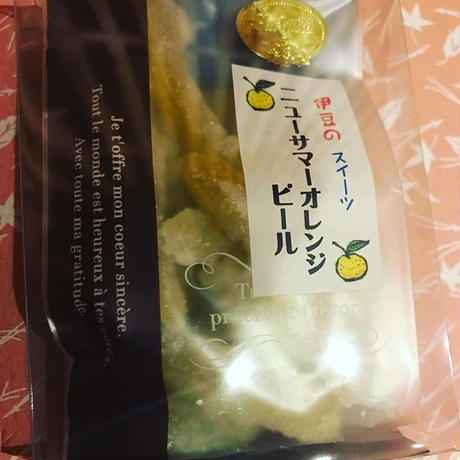 伊豆の
スイーツ
ニューサマーオレンジ
ピール
Je t'offre mon coeur sincère.
Tout le monde est heureux à tes côtés.
Avec toute ma gratitude.